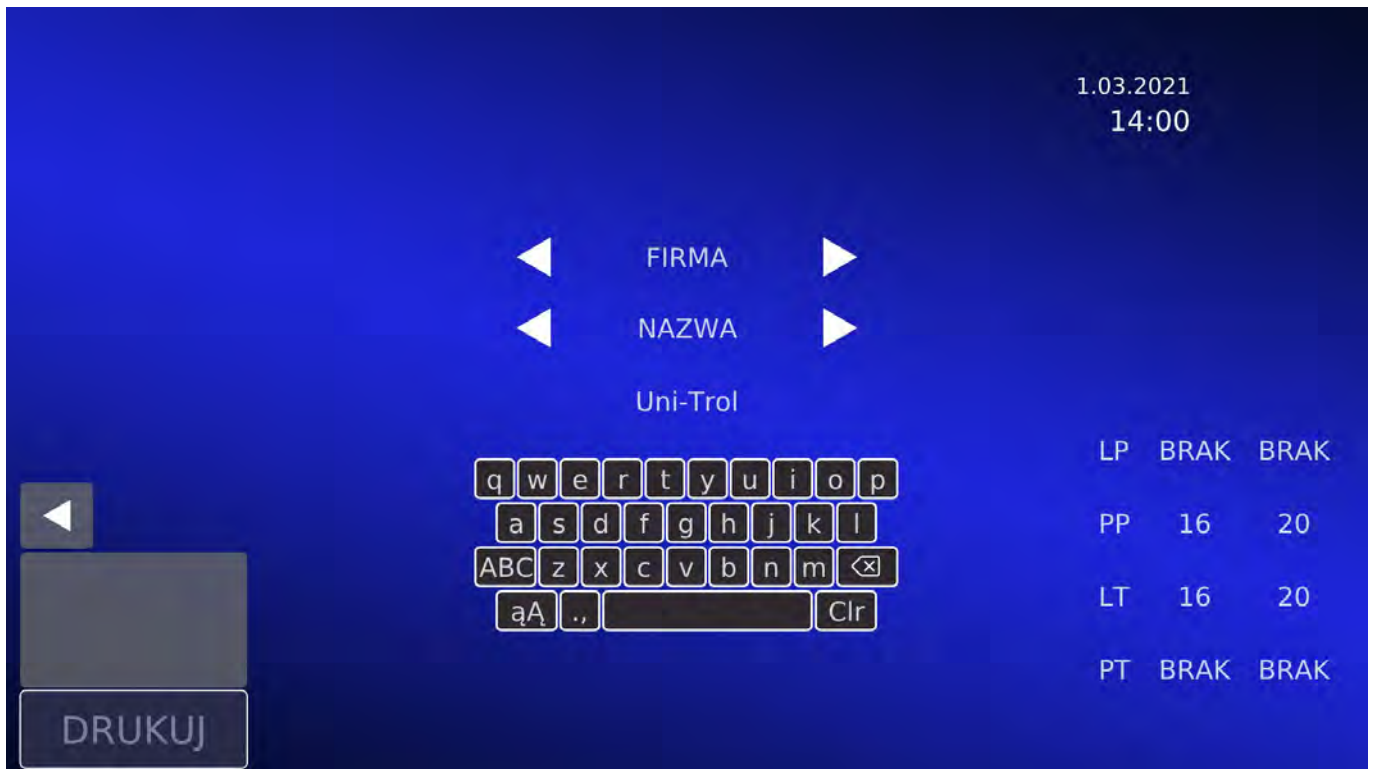 1.03.2021
14:00
FIRMA
NAZWA
Uni-Trol
q w e r t y u i o p
a s d f g h j k l
ABC z x c v b n m
ąĄ ., Clr
LP BRAK BRAK
PP 16 20
LT 16 20
PT BRAK BRAK
DRUKUJ